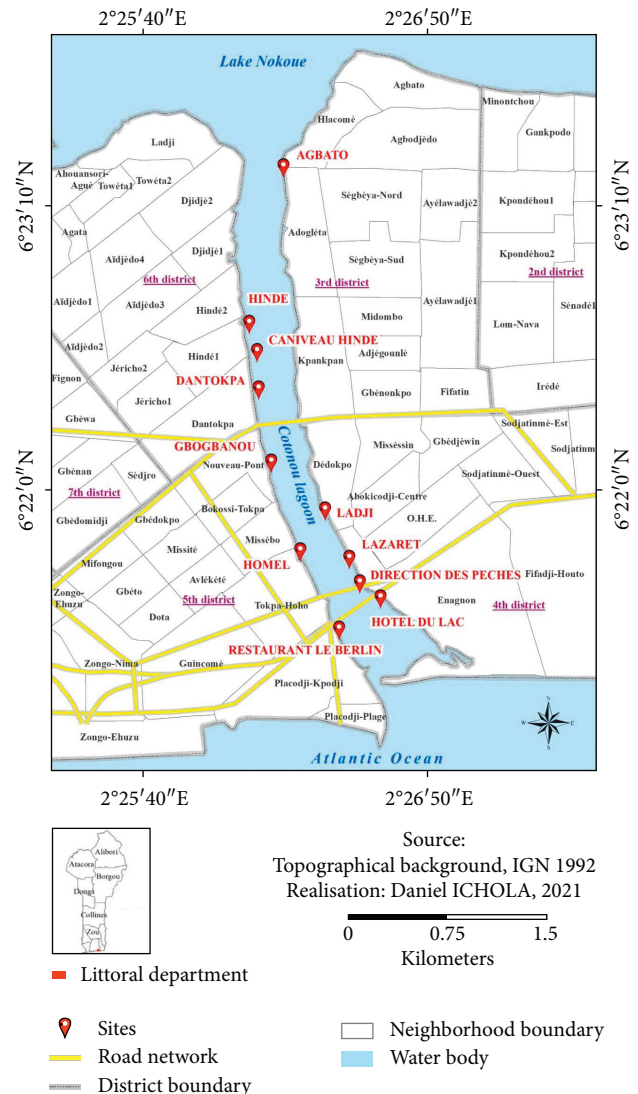 2°25′40″E 2°26′50″E
Lake Nokoue
Agbato
Minontchou
Hlacomè
Gankpodo
Ladji
Agbodjèdo
AGBATO
Ahouansori-
Agué
Towéta2
Towéta1
Sègbèya-Nord
Kpondéhou1
Djidjè2
Ayélawadjè2
6°23′10″N 6°23′10″N
Agata
Adogléta
Djidjè1
Aïdjèdo4
Sègbèya-Sud
Kpondéhou2
6th district
3rd district
2nd district
Aïdjèdo1
Aïdjèdo3
HINDE
Ayélawadjè1
Sènadé1
Hindé2
Midombo
Lom-Nava
Aïdjèdo2
CANIVEAU HINDE
Hindé1
Adjégounlè
Kpankpan
Jéricho2
Fignon
DANTOKPA
Gbènonkpo
Fifatin
Irédé
Jéricho1
Gbèwa
Dantokpa
Sodjatinmè-Est
Cotonou lagoon
GBOGBANOU
Misséssin
Gbèdjèwin
Sodjatinm
Nouveau-Pont
Dédokpo
Gbènan
Sèdjro
Sodjatinmè-Ouest
6°22′0″N 6°22′0″N
7th district
Abokicodji-Centre
Gbèdomidji
Bokossi-Tokpa
LADJI
Gbédokpo
O.H.E.
Missèbo
Missité
LAZARET
Mifongou
HOMEL
Avlékété
DIRECTION DES PECHES
Fifadji-Houto
Zongo-
Ehuzu
Gbéto
5th district
Tokpa-Hoho
Enagnon
4th district
Dota
HOTEL DU LAC
RESTAURANT LE BERLIN
Zongo-Nima
Guincomè
Placodji-Kpodji
Placodji-Plage
Zongo-Ehuzu
N
W E
S
Atlantic Ocean
2°25′40″E 2°26′50″E
Alibori
Atacora
Borgou
Donga
Collines
Zou
Littoral department
Source:
Topographical background, IGN 1992
Realisation: Daniel ICHOLA, 2021
0 0.75 1.5
Kilometers
Sites
Road network
District boundary
Neighborhood boundary
Water body